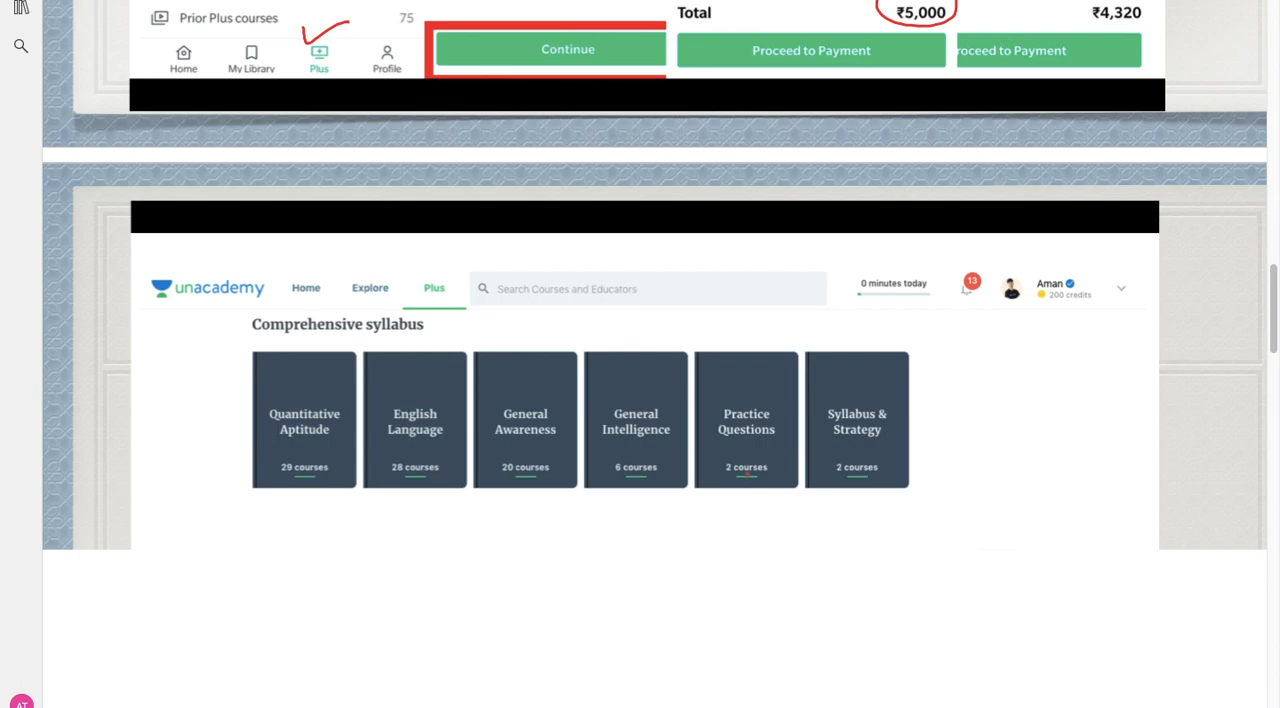 Prior Plus courses 75
Home My Library Plus Profile
Continue
Total ₹5,000 ₹4,320
Proceed to Payment
roceed to Payment
unacademy Home Explore Plus Search Courses and Educators 0 minutes today 13 Aman
200 credits
Comprehensive syllabus
Quantitative Aptitude
29 courses
English Language
28 courses
General Awareness
20 courses
General Intelligence
6 courses
Practice Questions
2 courses
Syllabus & Strategy
2 courses
AT